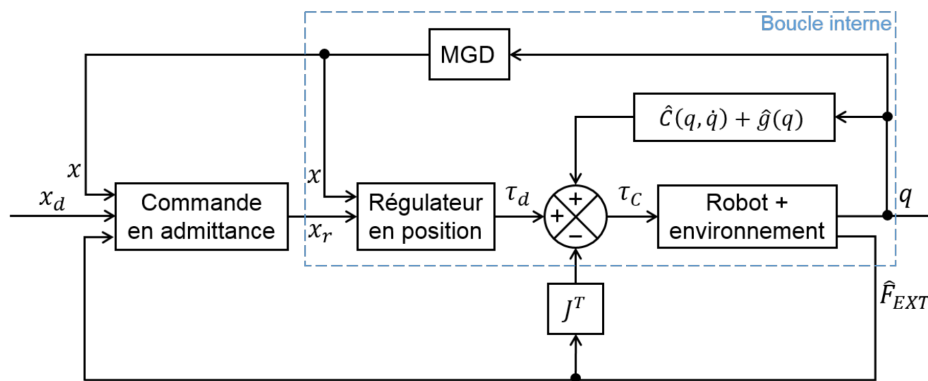 Boucle interne
MGD
Ĉ(q, q̇) + ĝ(q)
x
x_d
Commande
en admittance
x_r
x
Régulateur
en position
τ_d
+
+
−
τ_C
Robot +
environnement
q
F̂_EXT
J^T